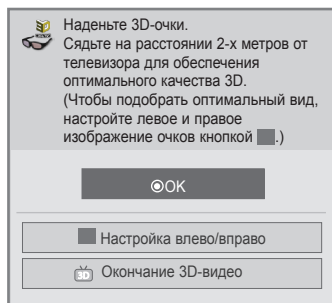 Наденьте 3D-очки.
Сядьте на расстоянии 2-х метров от
телевизора для обеспечения
оптимального качества 3D.
(Чтобы подобрать оптимальный вид,
настройте левое и правое
изображение очков кнопкой .)
OK
Настройка влево/вправо
3D Окончание 3D-видео